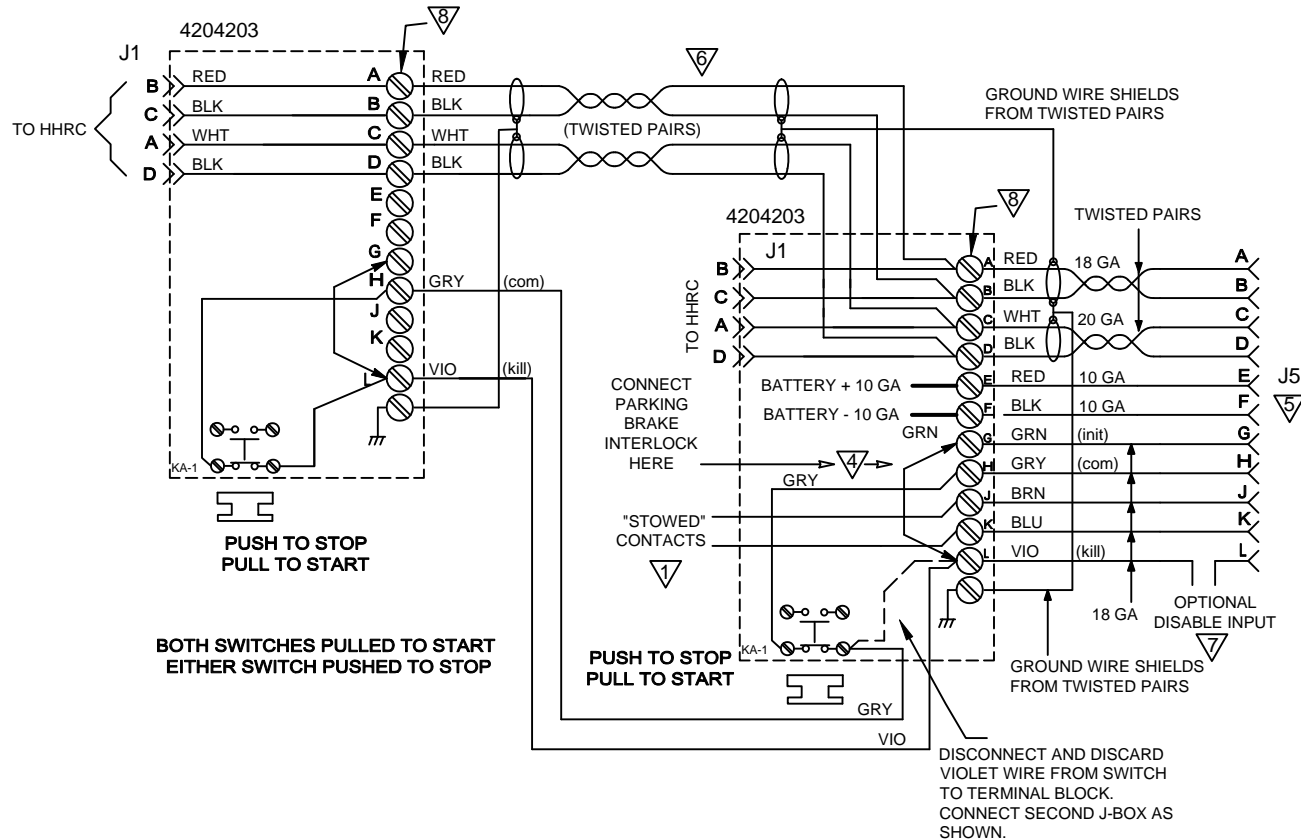 4204203
8
J1
TO HHRC
B RED A RED
C BLK B BLK
A WHT C WHT
D BLK D BLK
6
(TWISTED PAIRS)
GROUND WIRE SHIELDS
FROM TWISTED PAIRS
E
F
G
H GRY (com)
J
K
L VIO (kill)
KA-1
PUSH TO STOP
PULL TO START
BOTH SWITCHES PULLED TO START
EITHER SWITCH PUSHED TO STOP
4204203
8
J1
TWISTED PAIRS
TO HHRC
B A RED 18 GA A
C B BLK B
A C WHT 20 GA C
D D BLK D
BATTERY + 10 GA E RED 10 GA E
BATTERY - 10 GA F BLK 10 GA F
J5
5
CONNECT
PARKING
BRAKE
INTERLOCK
HERE
4
GRN G GRN (init) G
GRY H GRY (com) H
J BRN J
"STOWED"
CONTACTS
1
K BLU K
L VIO (kill) L
18 GA
OPTIONAL
DISABLE INPUT
7
KA-1
PUSH TO STOP
PULL TO START
GROUND WIRE SHIELDS
FROM TWISTED PAIRS
GRY
VIO
DISCONNECT AND DISCARD
VIOLET WIRE FROM SWITCH
TO TERMINAL BLOCK.
CONNECT SECOND J-BOX AS
SHOWN.